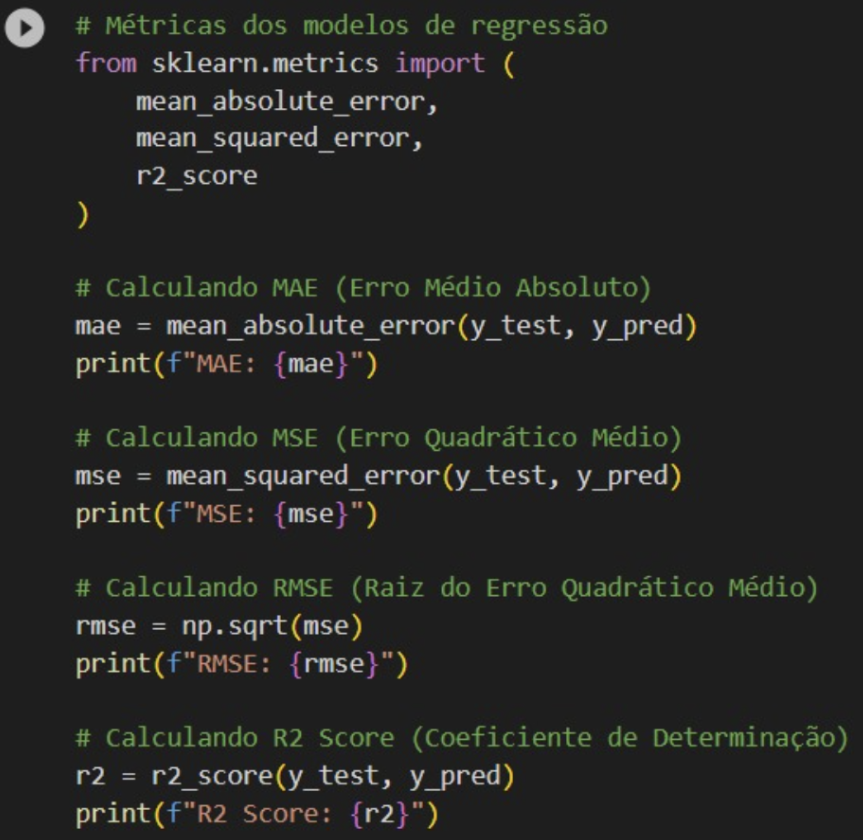 # Métricas dos modelos de regressão
from sklearn.metrics import (
    mean_absolute_error,
    mean_squared_error,
    r2_score
)

# Calculando MAE (Erro Médio Absoluto)
mae = mean_absolute_error(y_test, y_pred)
print(f"MAE: {mae}")

# Calculando MSE (Erro Quadrático Médio)
mse = mean_squared_error(y_test, y_pred)
print(f"MSE: {mse}")

# Calculando RMSE (Raiz do Erro Quadrático Médio)
rmse = np.sqrt(mse)
print(f"RMSE: {rmse}")

# Calculando R2 Score (Coeficiente de Determinação)
r2 = r2_score(y_test, y_pred)
print(f"R2 Score: {r2}")